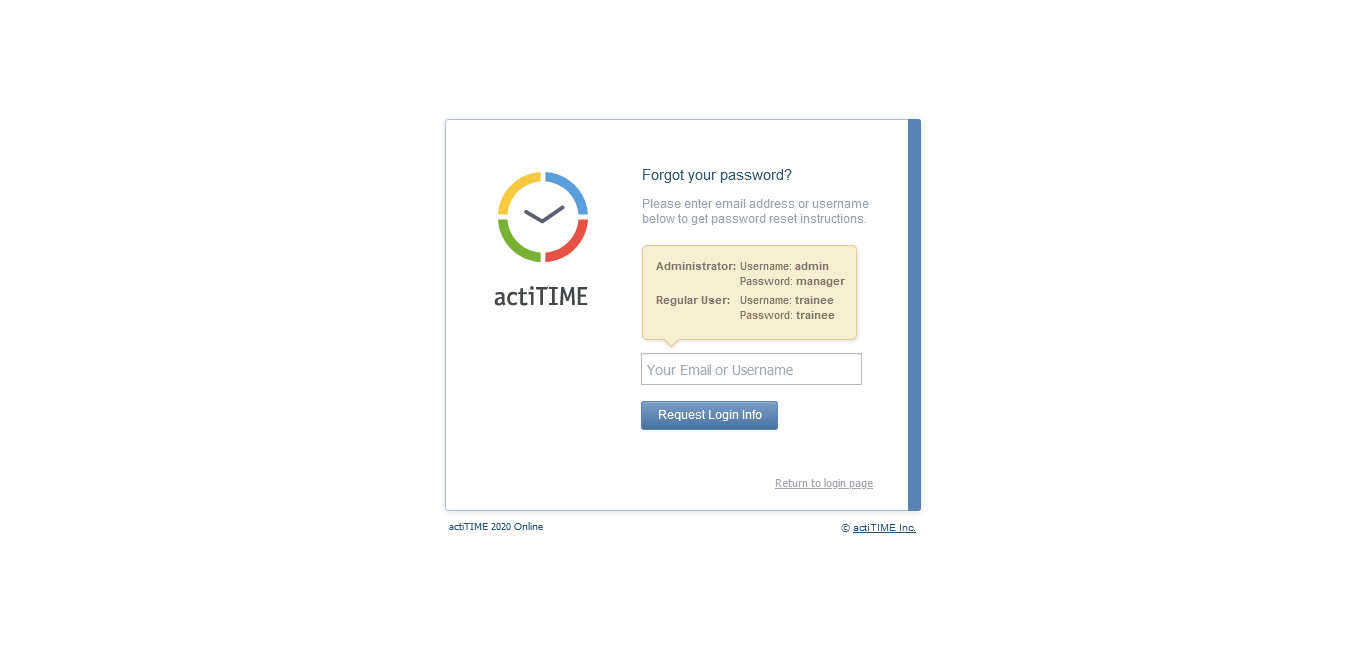 actiTIME
Forgot your password?
Please enter email address or username
below to get password reset instructions.
Administrator: Username: admin
Password: manager
Regular User: Username: trainee
Password: trainee
Your Email or Username
Request Login Info
Return to login page
actiTIME 2020 Online
© actiTIME Inc.